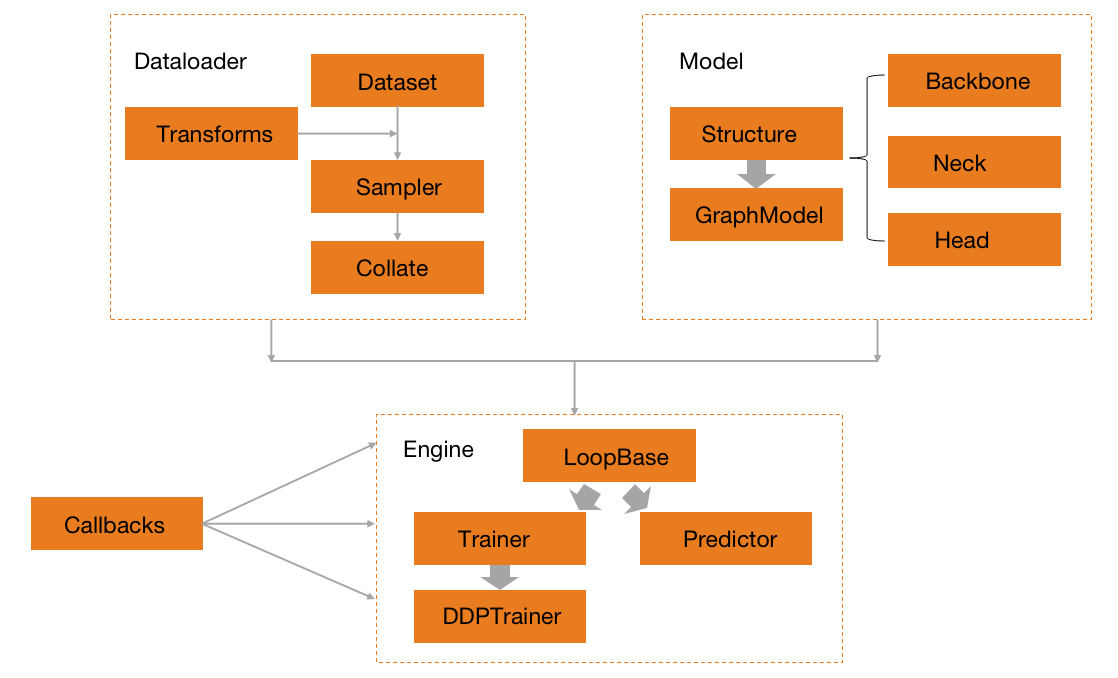 Dataloader
Dataset
Transforms
Sampler
Collate
Model
Structure
GraphModel
Backbone
Neck
Head
Engine
LoopBase
Callbacks
Trainer
Predictor
DDPTrainer